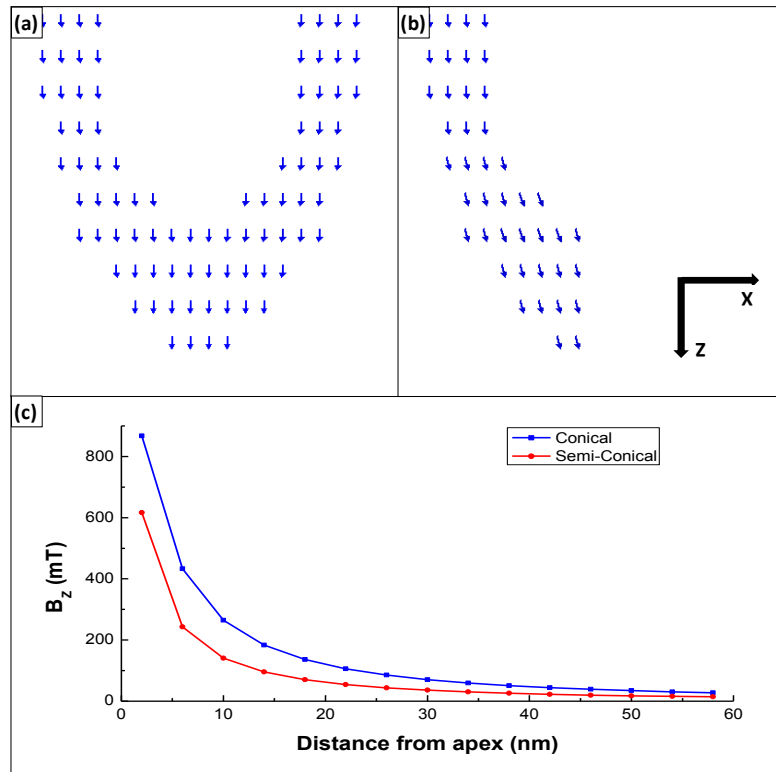 (a)
(b)
X
Z
(c)
Conical
Semi-Conical
800
600
400
200
0
B_Z (mT)
0 10 20 30 40 50 60
Distance from apex (nm)